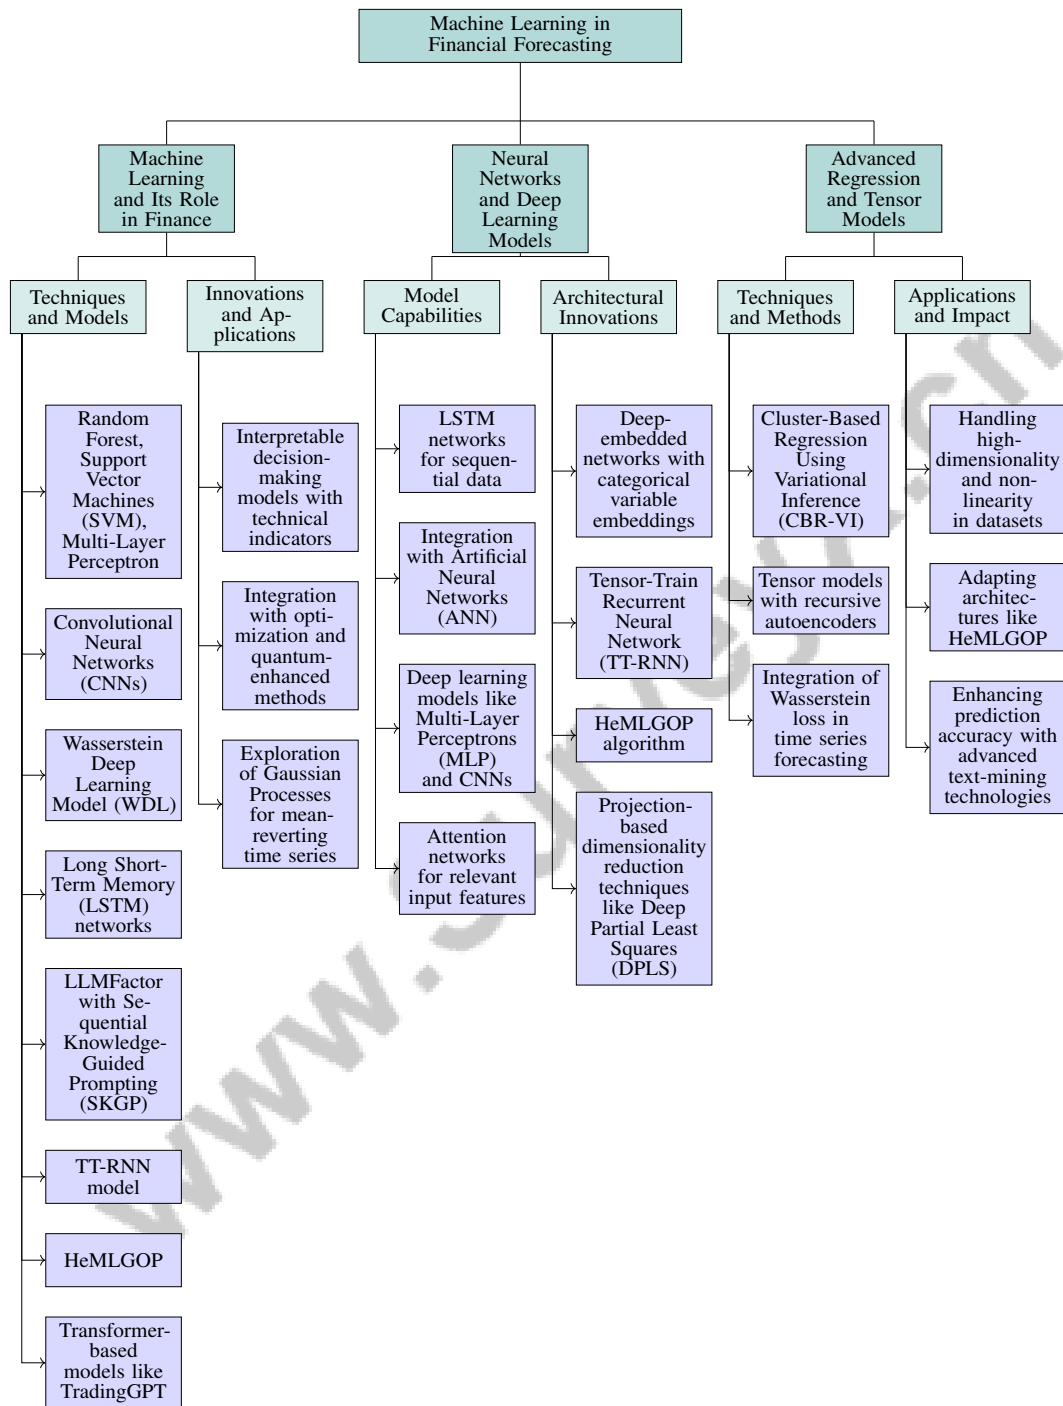 Machine Learning in
Financial Forecasting
Machine
Learning
and Its Role
in Finance
Neural
Networks
and Deep
Learning
Models
Advanced
Regression
and Tensor
Models
Techniques
and Models
Innovations
and Ap-
plications
Model
Capabilities
Architectural
Innovations
Techniques
and Methods
Applications
and Impact
Random
Forest,
Support
Vector
Machines
(SVM),
Multi-Layer
Perceptron
Convolutional
Neural
Networks
(CNNs)
Wasserstein
Deep
Learning
Model (WDL)
Long Short-
Term Memory
(LSTM)
networks
LLMFactor
with Se-
quential
Knowledge-
Guided
Prompting
(SKGP)
TT-RNN
model
HeMLGOP
Transformer-
based
models like
TradingGPT
Interpretable
decision-
making
models with
technical
indicators
Integration
with opti-
mization and
quantum-
enhanced
methods
Exploration
of Gaussian
Processes
for mean-
reverting
time series
LSTM
networks
for sequen-
tial data
Integration
with Artificial
Neural
Networks
(ANN)
Deep learning
models like
Multi-Layer
Perceptrons
(MLP)
and CNNs
Attention
networks
for relevant
input features
Deep-
embedded
networks with
categorical
variable
embeddings
Tensor-Train
Recurrent
Neural
Network
(TT-RNN)
HeMLGOP
algorithm
Projection-
based
dimensionality
reduction
techniques
like Deep
Partial Least
Squares
(DPLS)
Cluster-Based
Regression
Using
Variational
Inference
(CBR-VI)
Tensor models
with recursive
autoencoders
Integration of
Wasserstein
loss in
time series
forecasting
Handling
high-
dimensionality
and non-
linearity
in datasets
Adapting
architec-
tures like
HeMLGOP
Enhancing
prediction
accuracy with
advanced
text-mining
technologies